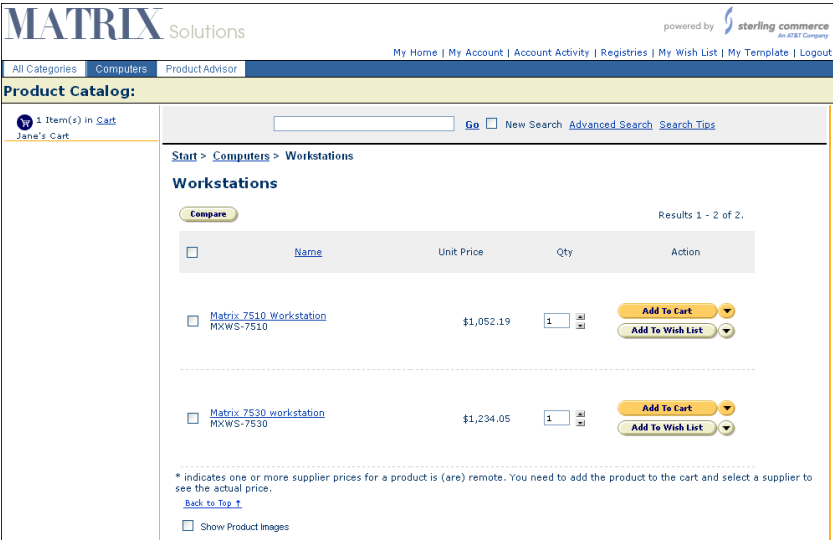 MATRIX Solutions
powered by sterling commerce
An AT&T Company
My Home | My Account | Account Activity | Registries | My Wish List | My Template | Logout
All Categories Computers Product Advisor
Product Catalog:
1 Item(s) in Cart
Jane's Cart
Go New Search Advanced Search Search Tips
Start > Computers > Workstations
Workstations
Compare Results 1 - 2 of 2.
Name Unit Price Qty Action
Matrix 7510 Workstation
MXWS-7510
$1,052.19 1
Add To Cart
Add To Wish List
Matrix 7530 workstation
MXWS-7530
$1,234.05 1
Add To Cart
Add To Wish List
* indicates one or more supplier prices for a product is (are) remote. You need to add the product to the cart and select a supplier to
see the actual price.
Back to Top ↑
Show Product Images